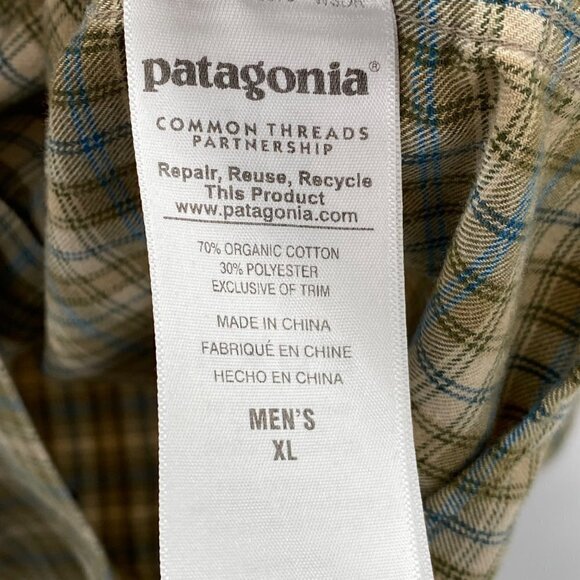 patagonia®
COMMON THREADS
PARTNERSHIP
Repair, Reuse, Recycle
This Product
www.patagonia.com
70% ORGANIC COTTON
30% POLYESTER
EXCLUSIVE OF TRIM
MADE IN CHINA
FABRIQUÉ EN CHINE
HECHO EN CHINA
MEN'S
XL